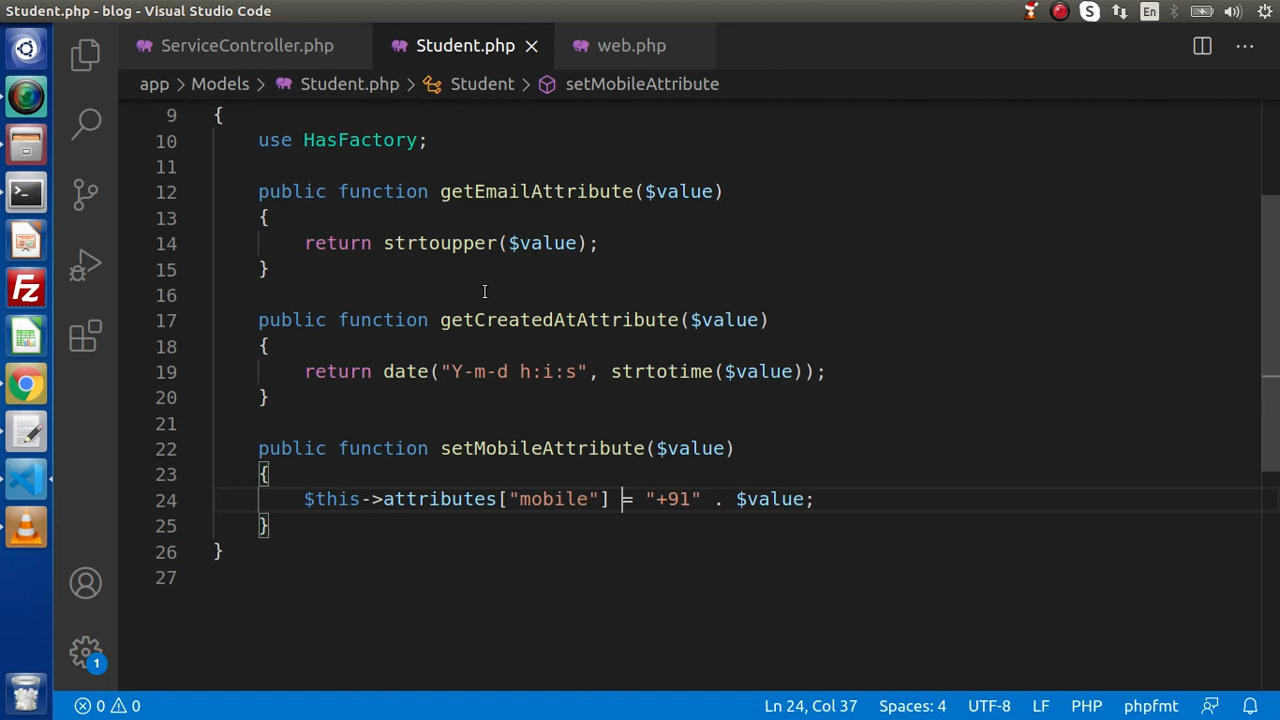 Student.php - blog - Visual Studio Code
S
En
ServiceController.php
Student.php
web.php
app > Models > Student.php > Student > setMobileAttribute
9 {
10 use HasFactory;
11
12 public function getEmailAttribute($value)
13 {
14 return strtoupper($value);
15 }
16
17 public function getCreatedAtAttribute($value)
18 {
19 return date("Y-m-d h:i:s", strtotime($value));
20 }
21
22 public function setMobileAttribute($value)
23 {
24 $this->attributes["mobile"] = "+91" . $value;
25 }
26 }
27
Fz
1
0 0 Ln 24, Col 37 Spaces: 4 UTF-8 LF PHP phpfmt